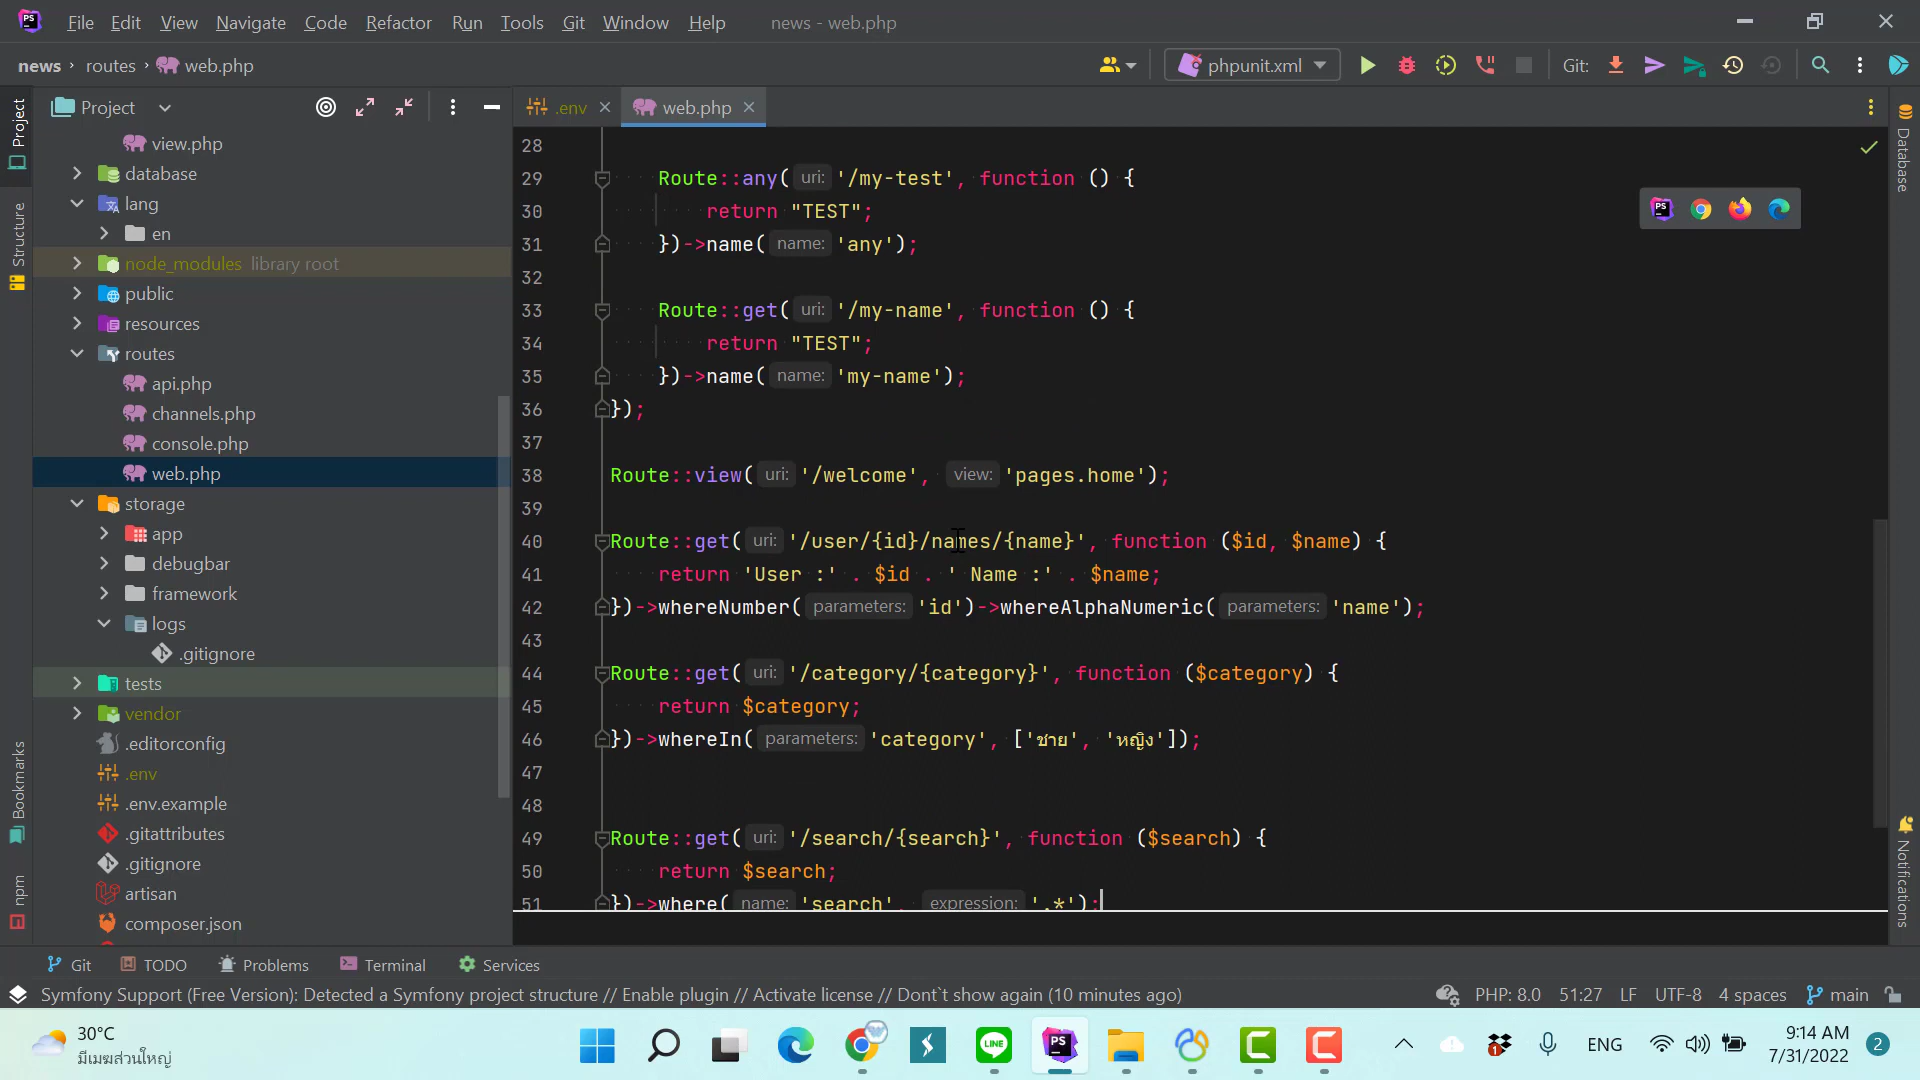 File Edit View Navigate Code Refactor Run Tools Git Window Help news - web.php
news routes web.php phpunit.xml Git:
Project
.env web.php
view.php
database
lang
en
node_modules library root
public
resources
routes
api.php
channels.php
console.php
web.php
storage
app
debugbar
framework
logs
.gitignore
tests
vendor
.editorconfig
.env
.env.example
.gitattributes
.gitignore
artisan
composer.json
Project
Structure
Bookmarks
npm
28
29 Route::any( uri: '/my-test', function () {
30 return "TEST";
31 })->name( name: 'any');
32
33 Route::get( uri: '/my-name', function () {
34 return "TEST";
35 })->name( name: 'my-name');
36 });
37
38 Route::view( uri: '/welcome', view: 'pages.home');
39
40 Route::get( uri: '/user/{id}/names/{name}', function ($id, $name) {
41 return 'User :' . $id . ' Name :' . $name;
42 })->whereNumber( parameters: 'id')->whereAlphaNumeric( parameters: 'name');
43
44 Route::get( uri: '/category/{category}', function ($category) {
45 return $category;
46 })->whereIn( parameters: 'category', ['ชาย', 'หญิง']);
47
48
49 Route::get( uri: '/search/{search}', function ($search) {
50 return $search;
51 })->where( name: 'search', expression: '.*');
Database
Notifications
Git TODO Problems Terminal Services
Symfony Support (Free Version): Detected a Symfony project structure // Enable plugin // Activate license // Dont`t show again (10 minutes ago) PHP: 8.0 51:27 LF UTF-8 4 spaces main
30°C
มีเมฆส่วนใหญ่
ENG
9:14 AM
7/31/2022
2